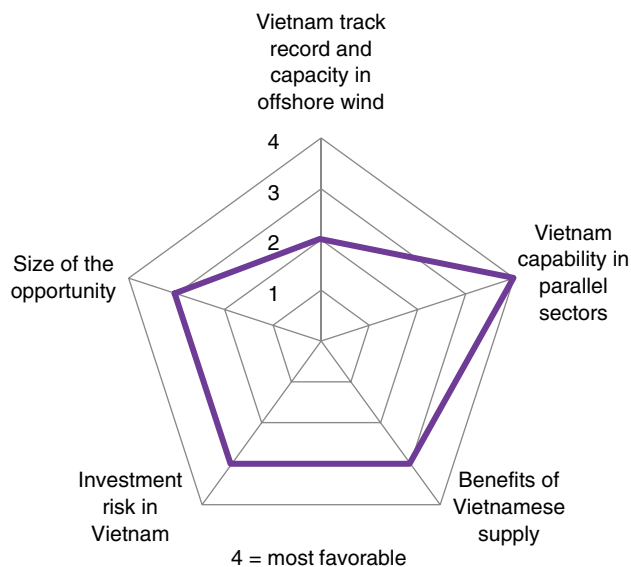 Vietnam track
record and
capacity in
offshore wind
4
3
2
1
Vietnam
capability in
parallel
sectors
Size of the
opportunity
Investment
risk in
Vietnam
Benefits of
Vietnamese
supply
4 = most favorable